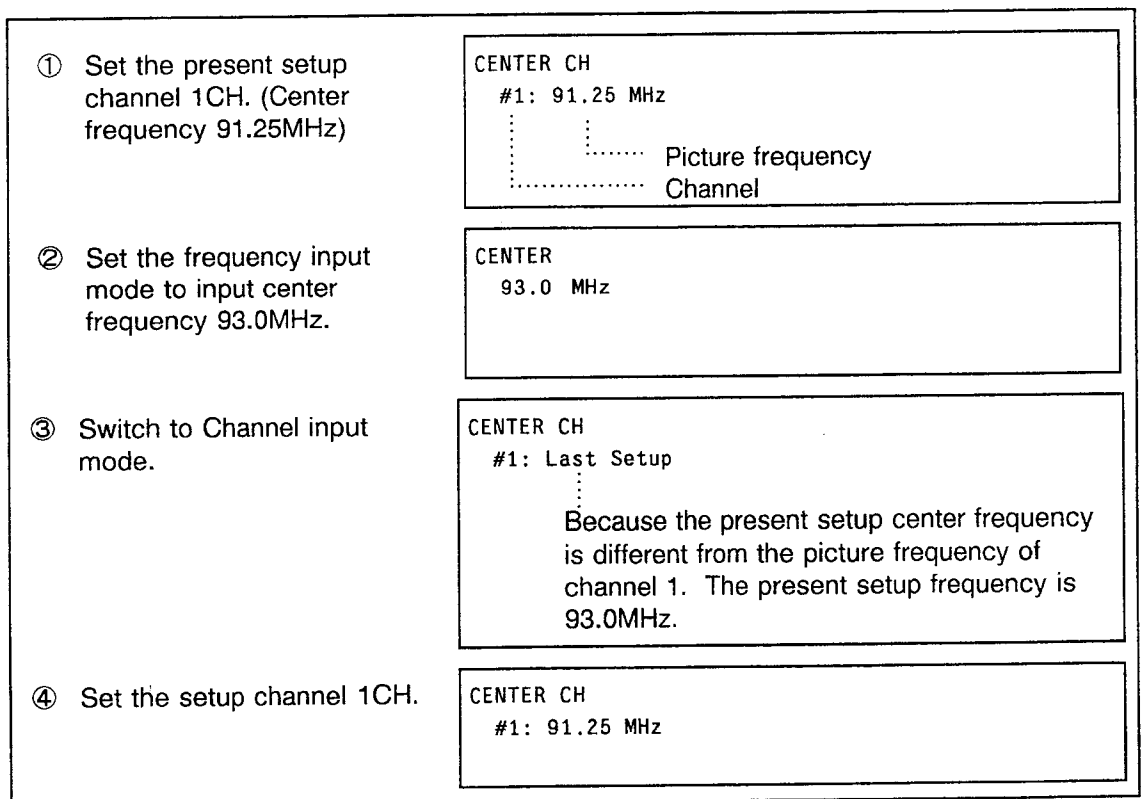 ① Set the present setup
channel 1CH. (Center
frequency 91.25MHz)
CENTER CH
#1: 91.25 MHz
Picture frequency
Channel
② Set the frequency input
mode to input center
frequency 93.0MHz.
CENTER
93.0 MHz
③ Switch to Channel input
mode.
CENTER CH
#1: Last Setup
Because the present setup center frequency
is different from the picture frequency of
channel 1. The present setup frequency is
93.0MHz.
④ Set the setup channel 1CH.
CENTER CH
#1: 91.25 MHz